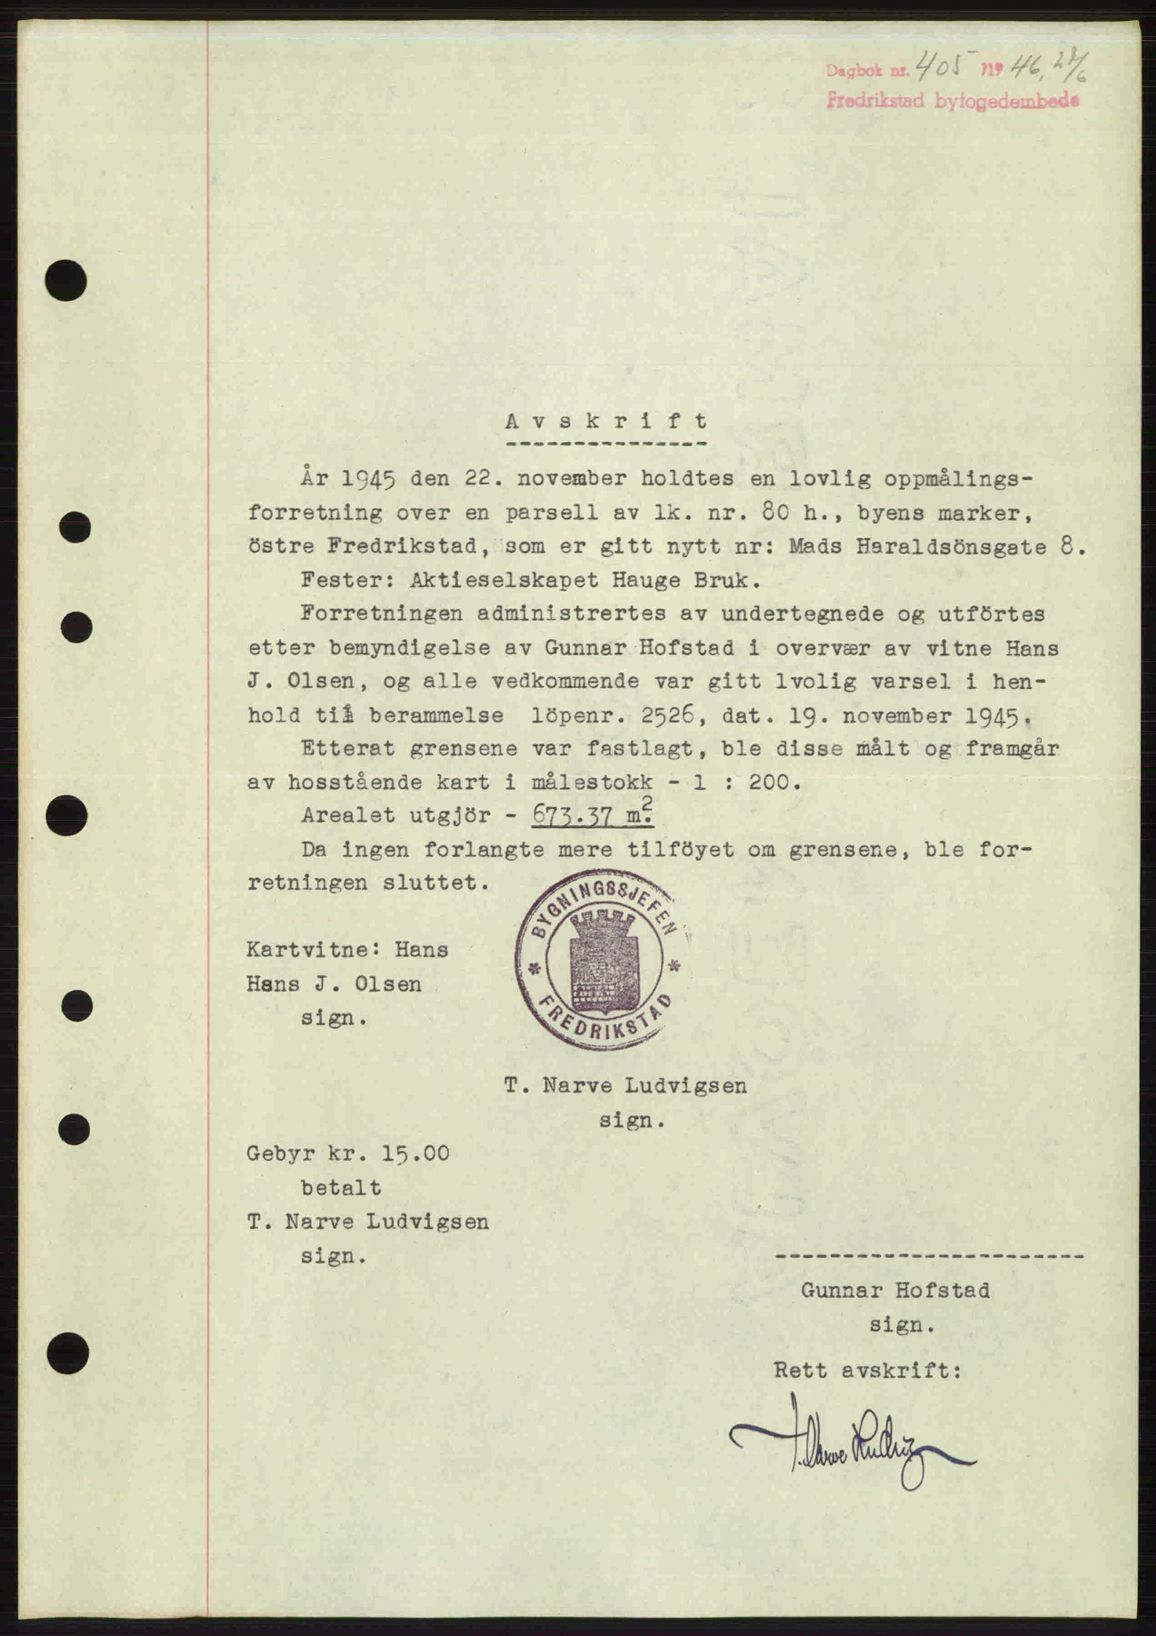 Dagbok nr. 405 1946, 28/6
Fredrikstad byfogedembede
Avskrift
År 1945 den 22. november holdtes en lovlig oppmålings-
forretning over en parsell av lk. nr. 80 h., byens marker,
östre Fredrikstad, som er gitt nytt nr: Mads Haraldsönsgate 8.
Fester: Aktieselskapet Hauge Bruk.
Forretningen administrertes av undertegnede og utförtes
etter bemyndigelse av Gunnar Hofstad i overvær av vitne Hans
J. Olsen, og alle vedkommende var gitt lvolig varsel i hen-
hold til berammelse löpenr. 2526, dat. 19. november 1945.
Etterat grensene var fastlagt, ble disse målt og framgår
av hosstående kart i målestokk - 1 : 200.
Arealet utgjör - 673.37 m².
Da ingen forlangte mere tilföyet om grensene, ble for-
retningen sluttet.
BYGNINGSSJEFEN
* FREDRIKSTAD *
Kartvitne: Hans
Hans J. Olsen
sign.
T. Narve Ludvigsen
sign.
Gebyr kr. 15.00
betalt
T. Narve Ludvigsen
sign.
Gunnar Hofstad
sign.
Rett avskrift:
T. Narve Ludvig